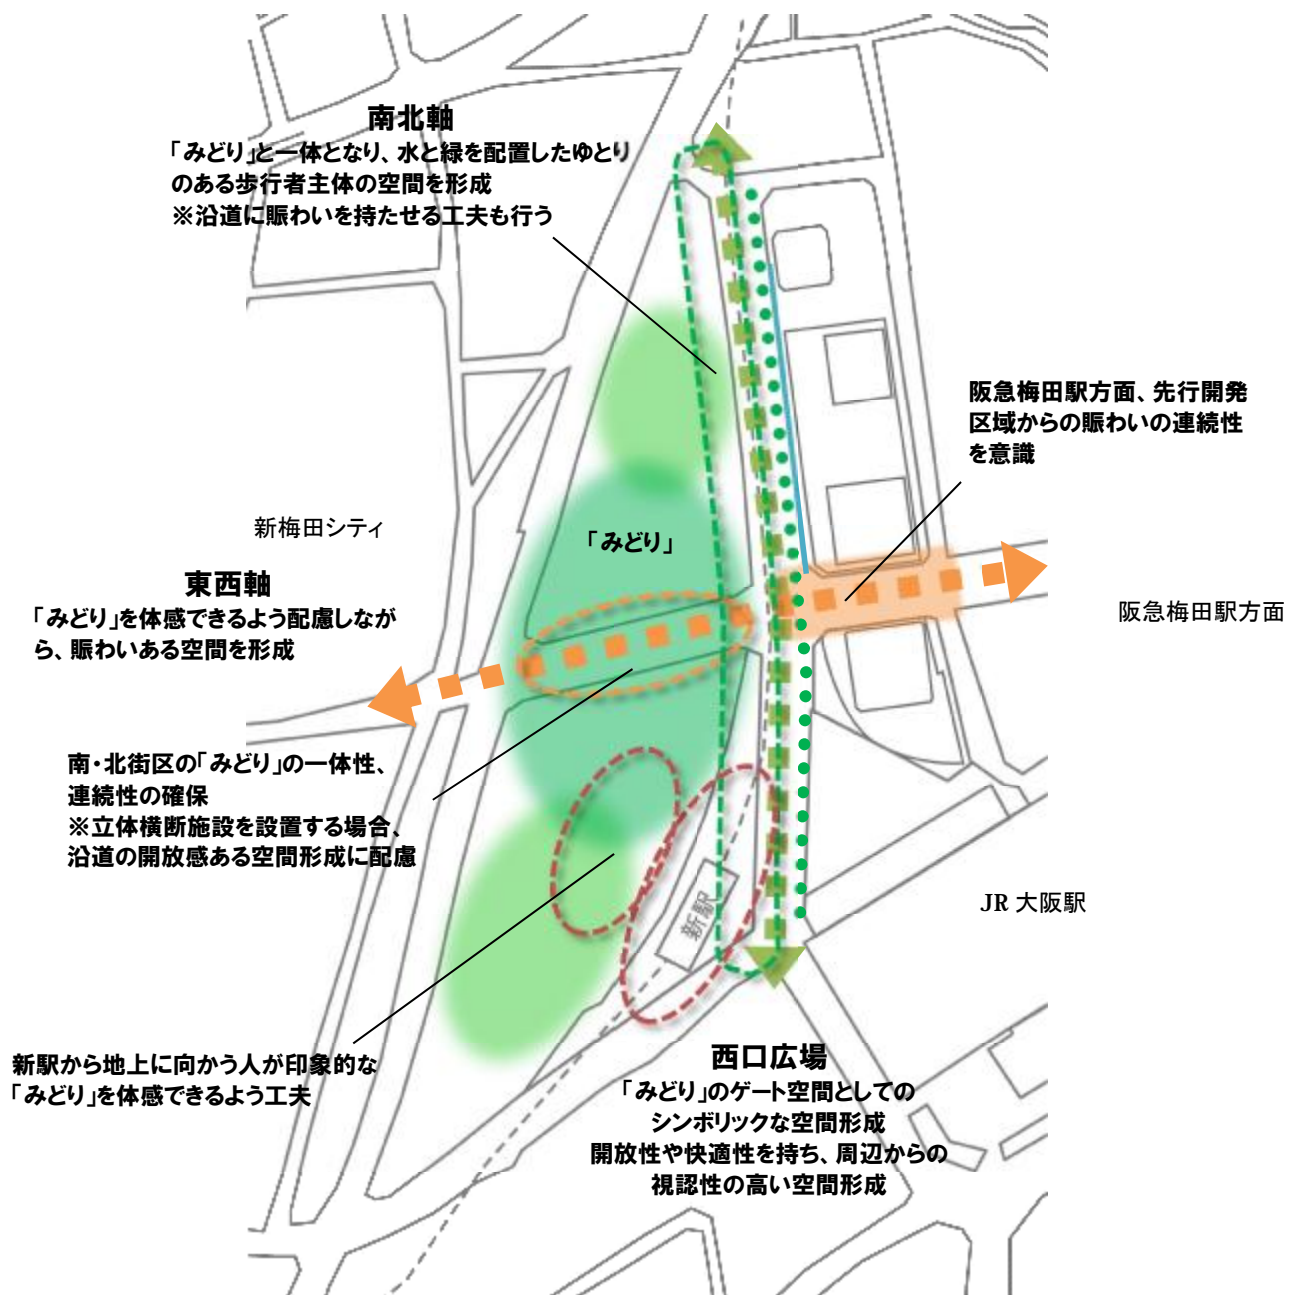 南北軸
「みどり」と一体となり、水と緑を配置したゆとり
のある歩行者主体の空間を形成
※沿道に賑わいを持たせる工夫も行う
阪急梅田駅方面、先行開発
区域からの賑わいの連続性
を意識
新梅田シティ
「みどり」
東西軸
「みどり」を体感できるよう配慮しなが
ら、賑わいある空間を形成
阪急梅田駅方面
南・北街区の「みどり」の一体性、
連続性の確保
※立体横断施設を設置する場合、
沿道の開放感ある空間形成に配慮
新駅
JR 大阪駅
新駅から地上に向かう人が印象的な
「みどり」を体感できるよう工夫
西口広場
「みどり」のゲート空間としての
シンボリックな空間形成
開放性や快適性を持ち、周辺からの
視認性の高い空間形成